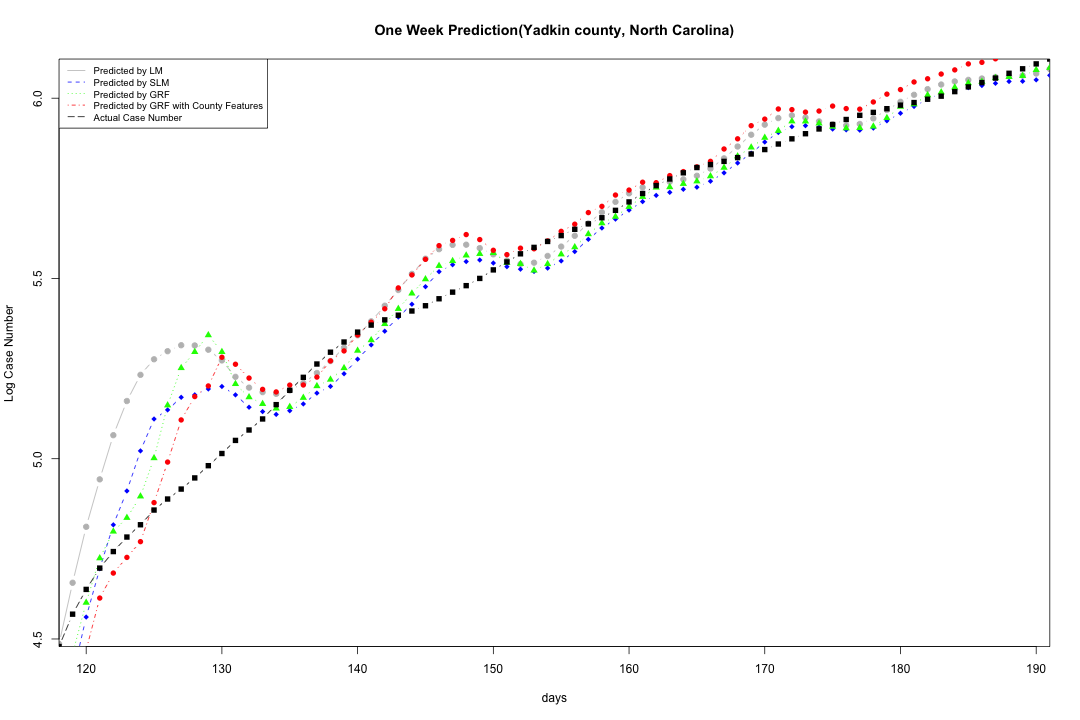 One Week Prediction(Yadkin county, North Carolina)
Predicted by LM
Predicted by SLM
Predicted by GRF
Predicted by GRF with County Features
Actual Case Number
Log Case Number
6.0
5.5
5.0
4.5
120 130 140 150 160 170 180 190
days